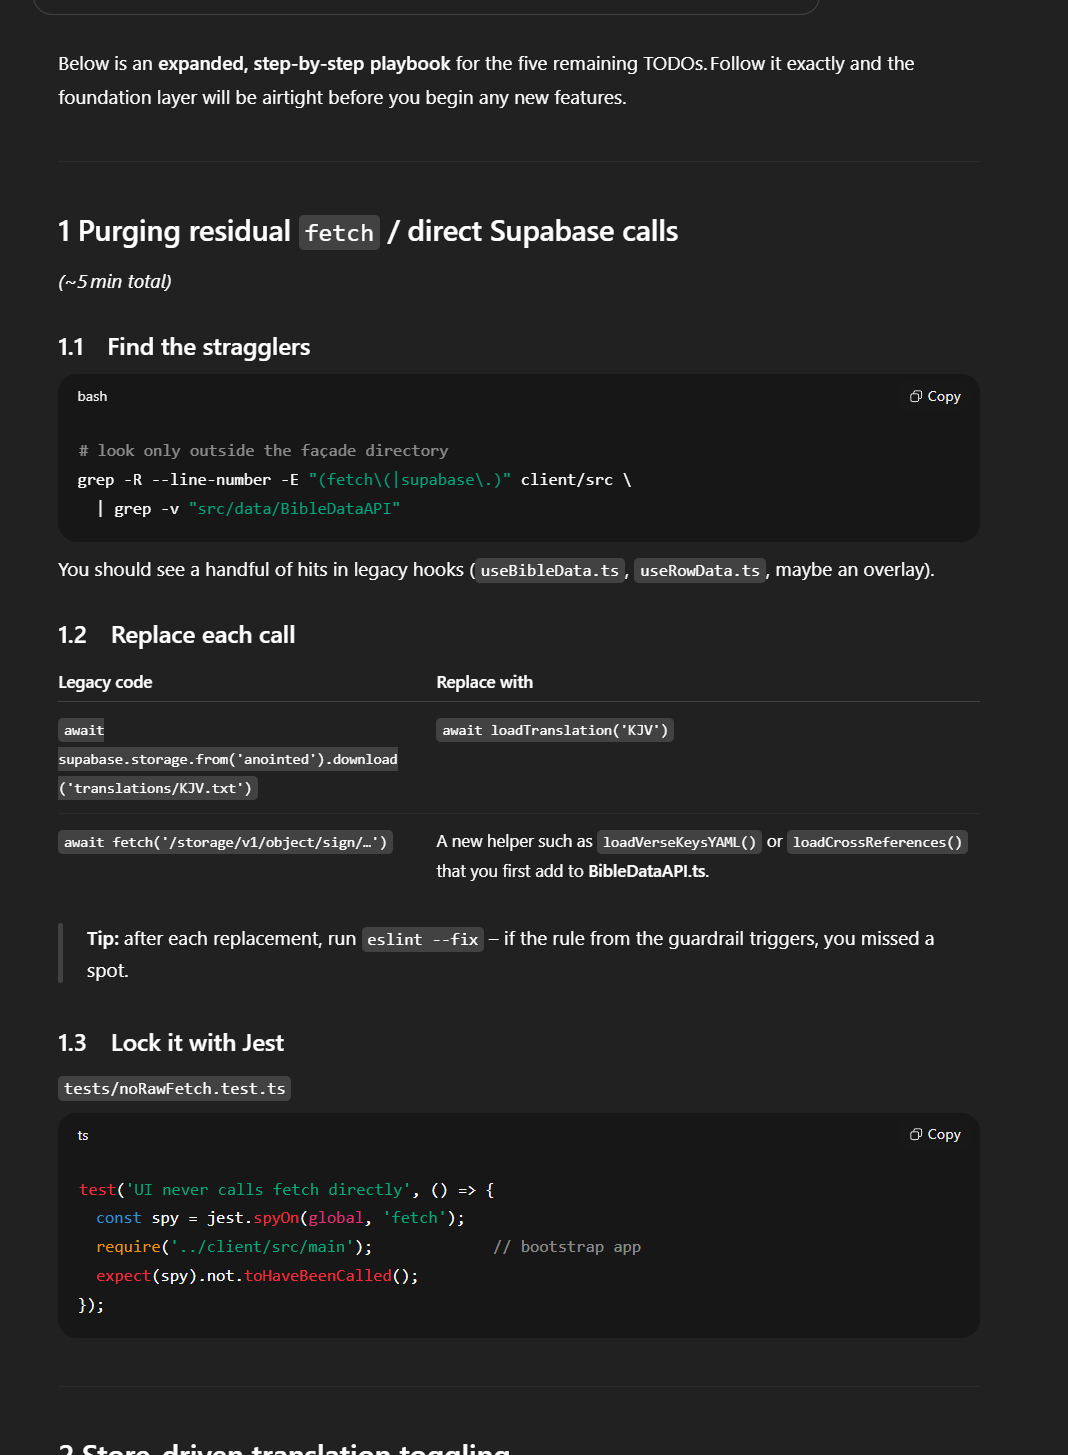 Below is an expanded, step-by-step playbook for the five remaining TODOs. Follow it exactly and the
foundation layer will be airtight before you begin any new features.
1 Purging residual fetch / direct Supabase calls
(~5 min total)
1.1 Find the stragglers
bash
Copy
# look only outside the façade directory
grep -R --line-number -E "(fetch\(|supabase\.)" client/src \
| grep -v "src/data/BibleDataAPI"
You should see a handful of hits in legacy hooks ( useBibleData.ts , useRowData.ts , maybe an overlay).
1.2 Replace each call
Legacy code
Replace with
await
supabase.storage.from('anointed').download
('translations/KJV.txt')
await loadTranslation('KJV')
await fetch('/storage/v1/object/sign/…')
A new helper such as loadVerseKeysYAML() or loadCrossReferences()
that you first add to BibleDataAPI.ts.
Tip: after each replacement, run eslint --fix – if the rule from the guardrail triggers, you missed a
spot.
1.3 Lock it with Jest
tests/noRawFetch.test.ts
ts
Copy
test('UI never calls fetch directly', () => {
const spy = jest.spyOn(global, 'fetch');
require('../client/src/main'); // bootstrap app
expect(spy).not.toHaveBeenCalled();
});
2 Store-driven translation toggling